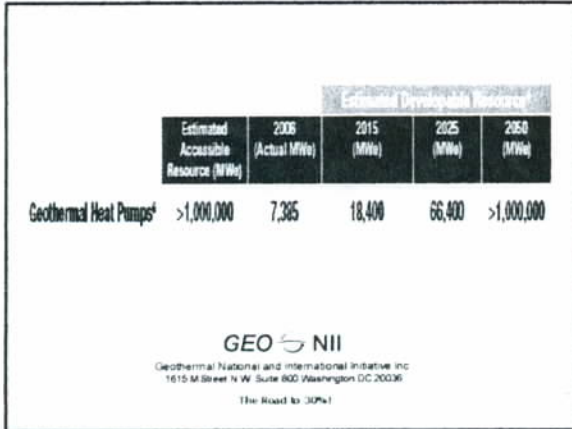 Estimated Developable Resource†
Estimated Accessible Resource (MWe) 2006 (Actual MWe) 2015 (MWe) 2025 (MWe) 2050 (MWe)
Geothermal Heat Pumps⁴ >1,000,000 7,385 18,400 66,400 >1,000,000
GEO NII
Geothermal National and International Initiative Inc
1615 M Street N.W. Suite 800 Washington DC 20036
The Road to 30%!